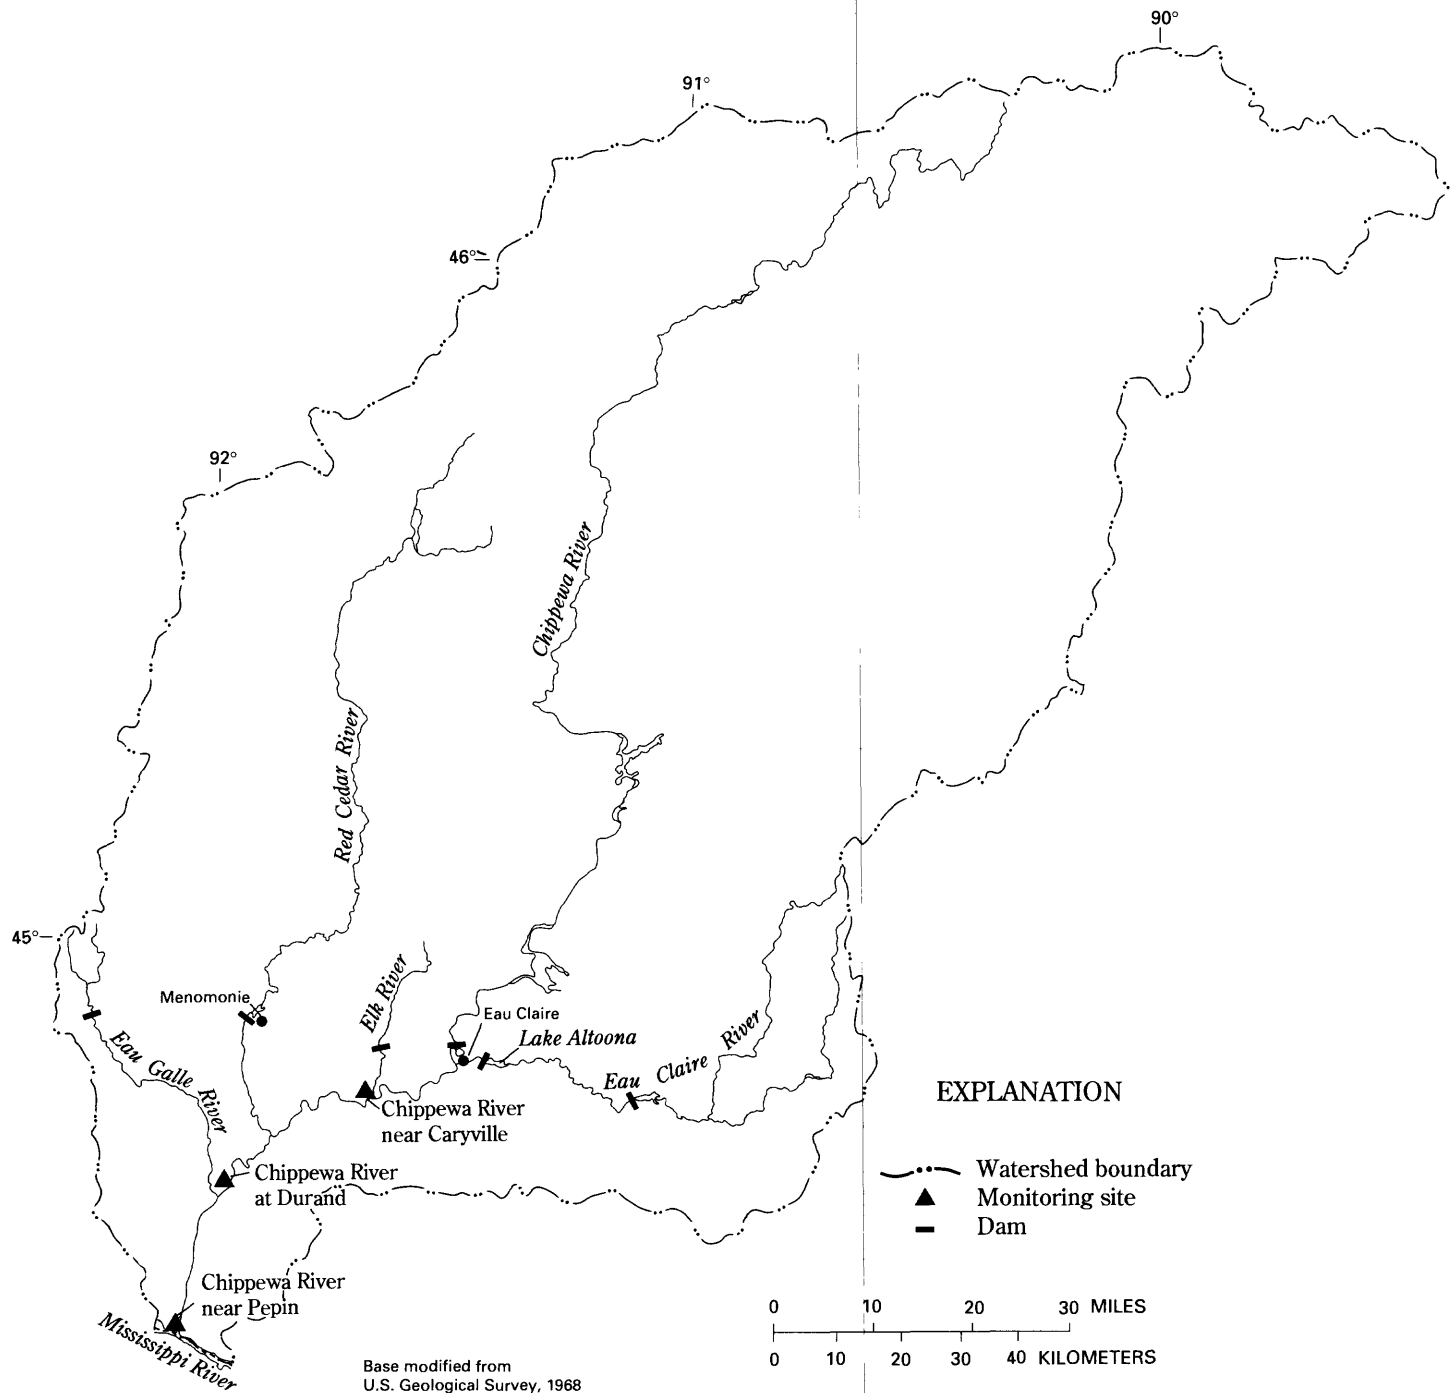 90°
91°
46°
92°
Chippewa River
Red Cedar River
45°
Elk River
Menomonie
Eau Claire
Lake Altoona
Eau Galle River
Eau Claire River
Chippewa River
near Caryville
Chippewa River
at Durand
Chippewa River
near Pepin
Mississippi River
EXPLANATION
Watershed boundary
Monitoring site
Dam
0 10 20 30 MILES
0 10 20 30 40 KILOMETERS
Base modified from
U.S. Geological Survey, 1968